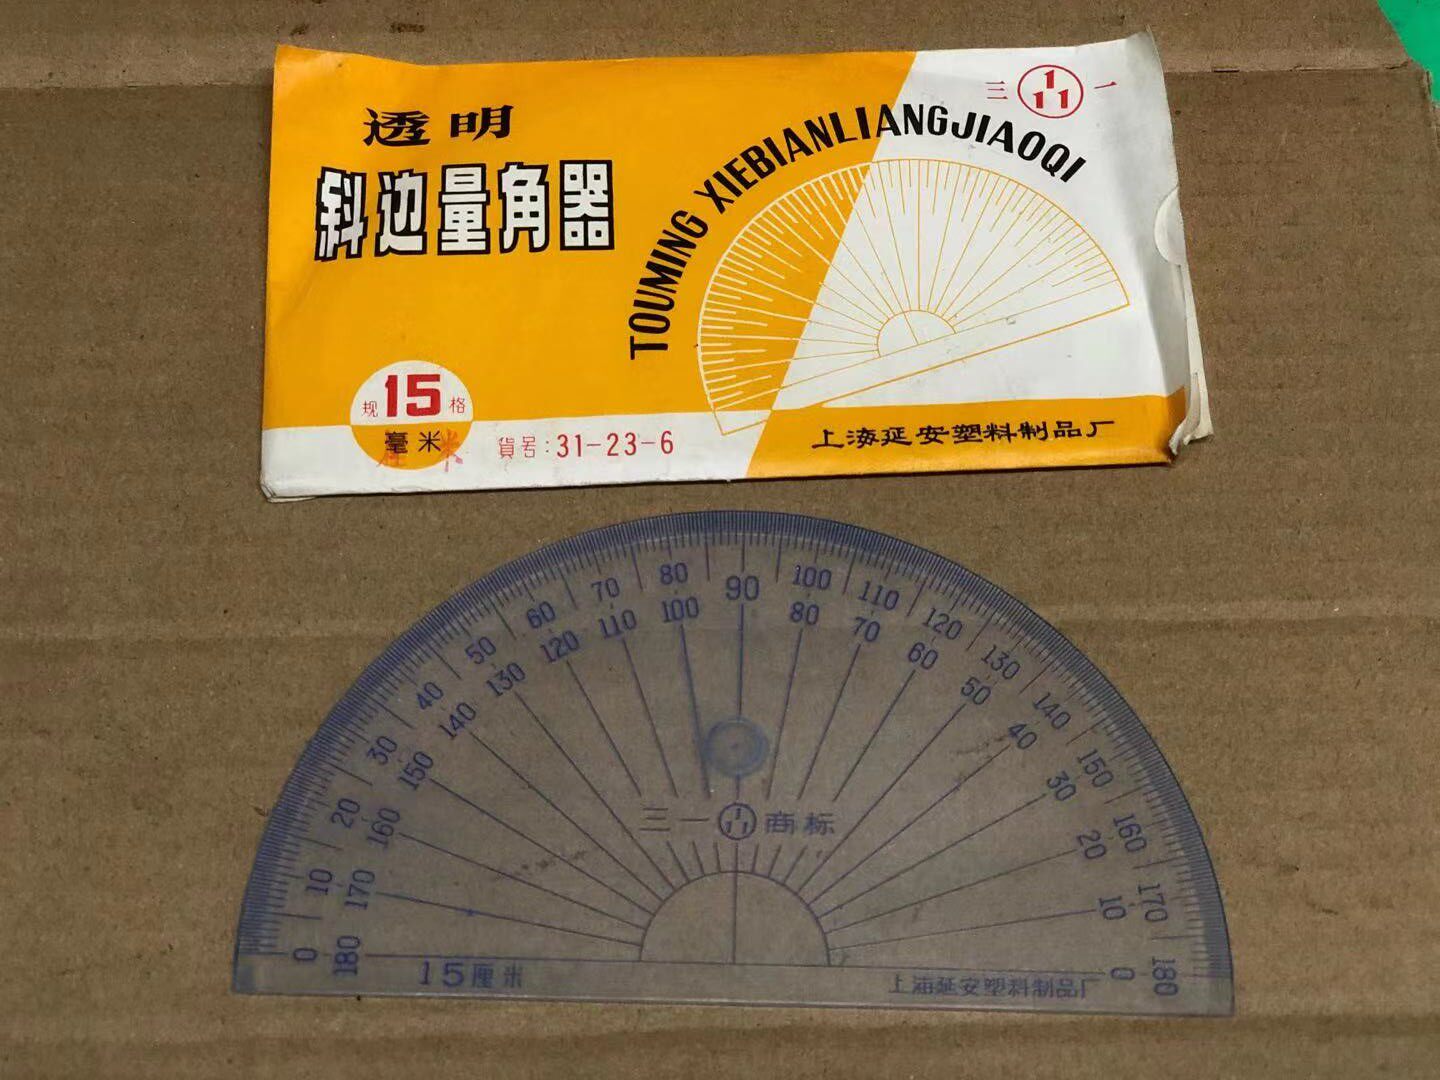 透明
斜边量角器
TOUMING XIEBIANLIANGJIAOQI
三 111 一
规 15 格
毫米
厘米
貨号:31-23-6
上海延安塑料制品厂
0 10 20 30 40 50 60 70 80 90 100 110 120 130 140 150 160 170 180
180 170 160 150 140 130 120 110 100 80 70 60 50 40 30 20 10 0
三一 111 商标
15厘米
上海延安塑料制品厂